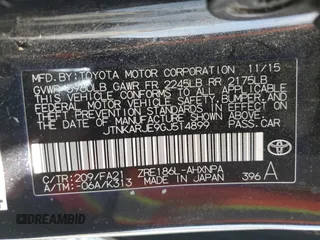 MFD.BY:TOYOTA MOTOR CORPORATION 11/15
GVWR 3980LB GAWR FR 2245LB RR 2175LB
THIS VEHICLE CONFORMS TO ALL APPLICABLE
FEDERAL MOTOR VEHICLE SAFETY, BUMPER, AND
THEFT PREVENTION STANDARDS IN EFFECT ON
THE DATE OF MANUFACTURE SHOWN ABOVE.
JTNKARJE9GJ514899 PASS.CAR
C/TR:209/FA21 ZRE186L-AHXNPA
A/TM:-06A/K313 MADE IN JAPAN 396 A
TOYOTA
DREAMBID